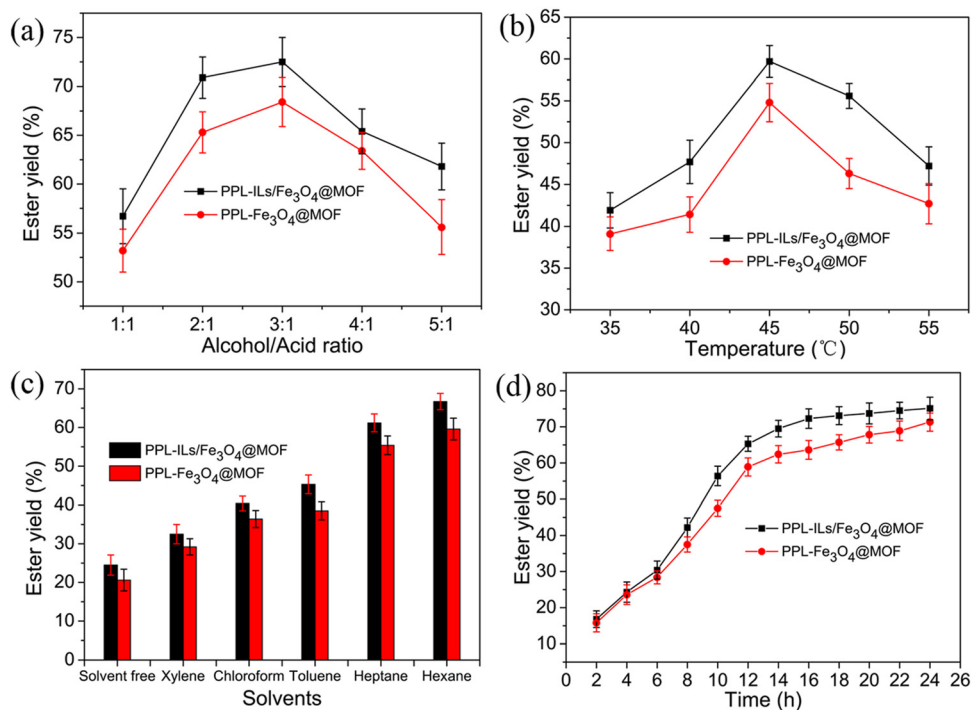 (a)
Ester yield (%)
75
70
65
60
55
50
PPL-ILs/Fe₃O₄@MOF
PPL-Fe₃O₄@MOF
1:1 2:1 3:1 4:1 5:1
Alcohol/Acid ratio
(b)
Ester yield (%)
65
60
55
50
45
40
35
30
PPL-ILs/Fe₃O₄@MOF
PPL-Fe₃O₄@MOF
35 40 45 50 55
Temperature (℃)
(c)
Ester yield (%)
70
60
50
40
30
20
10
0
PPL-ILs/Fe₃O₄@MOF
PPL-Fe₃O₄@MOF
Solvent free Xylene Chloroform Toluene Heptane Hexane
Solvents
(d)
Ester yield (%)
80
70
60
50
40
30
20
10
PPL-ILs/Fe₃O₄@MOF
PPL-Fe₃O₄@MOF
0 2 4 6 8 10 12 14 16 18 20 22 24 26
Time (h)